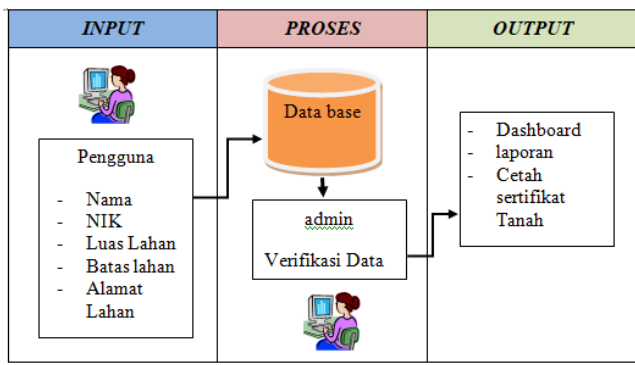 INPUT
PROSES
OUTPUT
Pengguna
- Nama
- NIK
- Luas Lahan
- Batas lahan
- Alamat
Lahan
Data base
admin
Verifikasi Data
- Dashboard
- laporan
- Cetah
sertifikat
Tanah